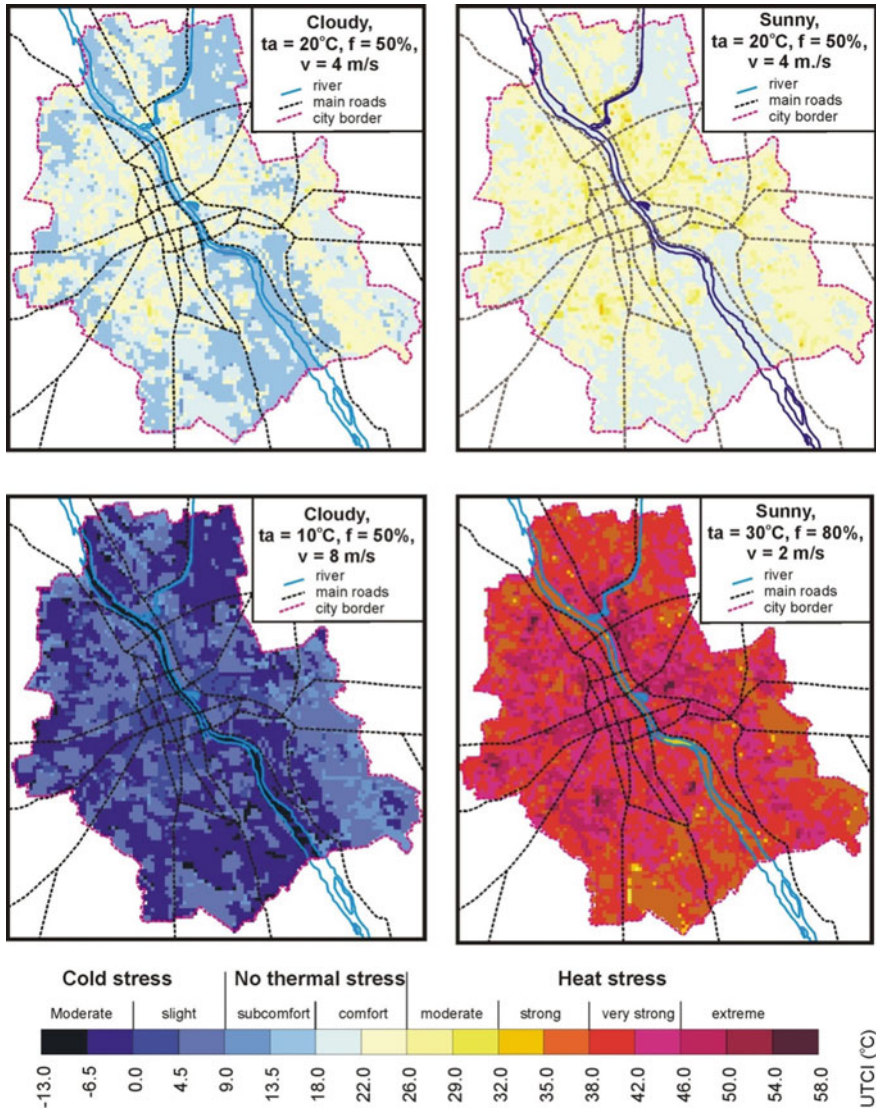 Cloudy,
ta = 20°C, f = 50%,
v = 4 m/s
river
main roads
city border
Sunny,
ta = 20°C, f = 50%,
v = 4 m./s
river
main roads
city border
Cloudy,
ta = 10°C, f = 50%,
v = 8 m/s
river
main roads
city border
Sunny,
ta = 30°C, f = 80%,
v = 2 m/s
river
main roads
city border
Cold stress No thermal stress Heat stress
Moderate slight subcomfort comfort moderate strong very strong extreme
-13.0 -6.5 0.0 4.5 9.0 13.5 18.0 22.0 26.0 29.0 32.0 35.0 38.0 42.0 46.0 50.0 54.0 58.0
UTCI (°C)